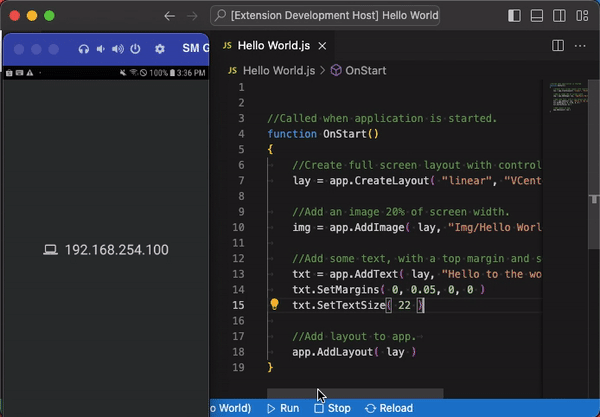 [Extension Development Host] Hello World
SM G
100% 3:36 PM
192.168.254.100
JS Hello World.js
JS Hello World.js > OnStart
1
2
3 //Called when application is started.
4 function OnStart()
5 {
6 //Create full screen layout with control
7 lay = app.CreateLayout( "linear", "VCent
8
9 //Add an image 20% of screen width.
10 img = app.AddImage( lay, "Img/Hello Worl
11
12 //Add some text, with a top margin and s
13 txt = app.AddText( lay, "Hello to the wo
14 txt.SetMargins( 0, 0.05, 0, 0 )
15 txt.SetTextSize( 22 )
16
17 //Add layout to app.
18 app.AddLayout( lay )
19 }
o World) Run Stop Reload